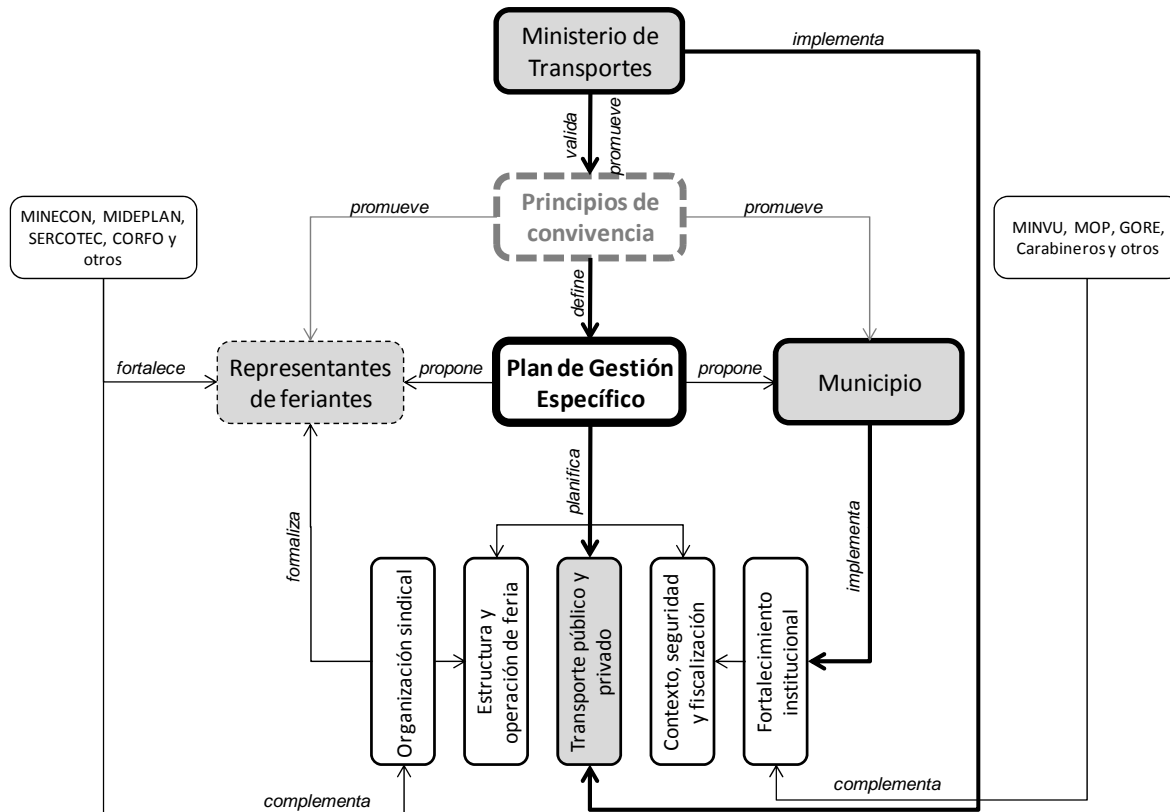 Ministerio de
Transportes
implementa
valida
promueve
promueve
Principios de
convivencia
promueve
MINECON, MIDEPLAN,
SERCOTEC, CORFO y
otros
MINVU, MOP, GORE,
Carabineros y otros
define
fortalece
Representantes
de feriantes
propone
Plan de Gestión
Específico
propone
Municipio
planifica
formaliza
implementa
Organización sindical
Estructura y
operación de feria
Transporte público y
privado
Contexto, seguridad
y fiscalización
Fortalecimiento
institucional
complementa
complementa